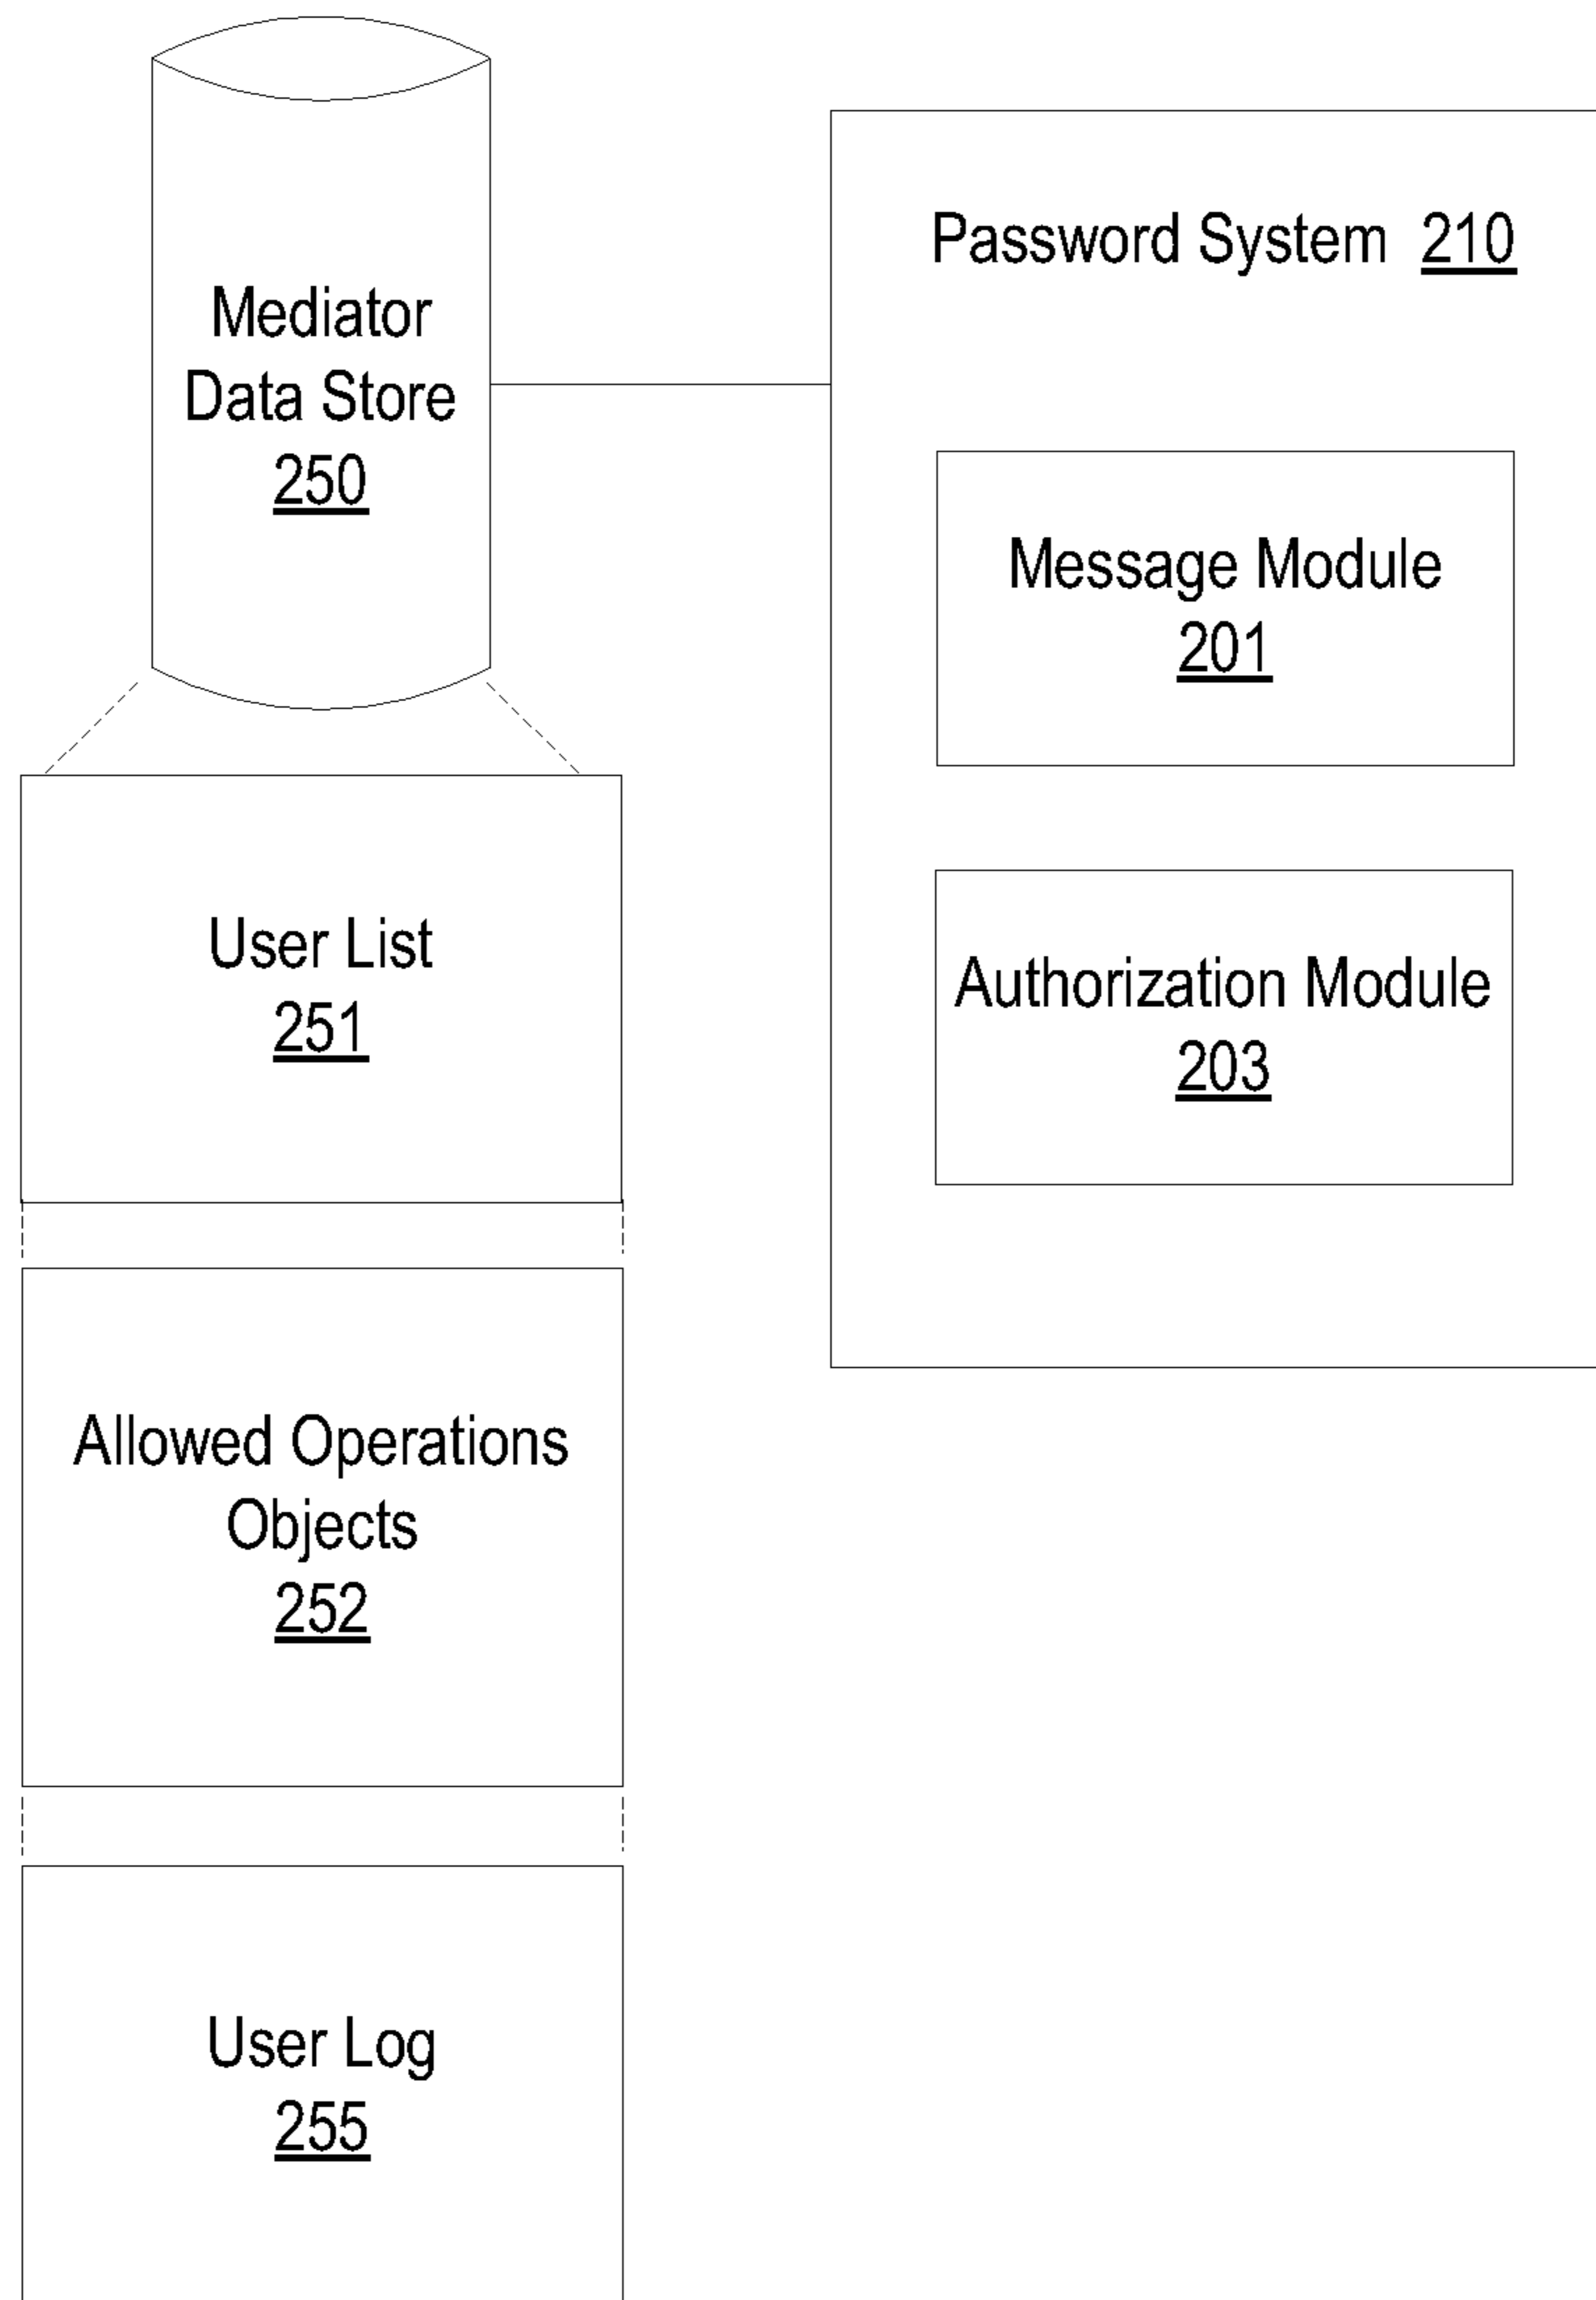 Mediator
Data Store
250
Password System 210
Message Module
201
Authorization Module
203
User List
251
Allowed Operations
Objects
252
User Log
255